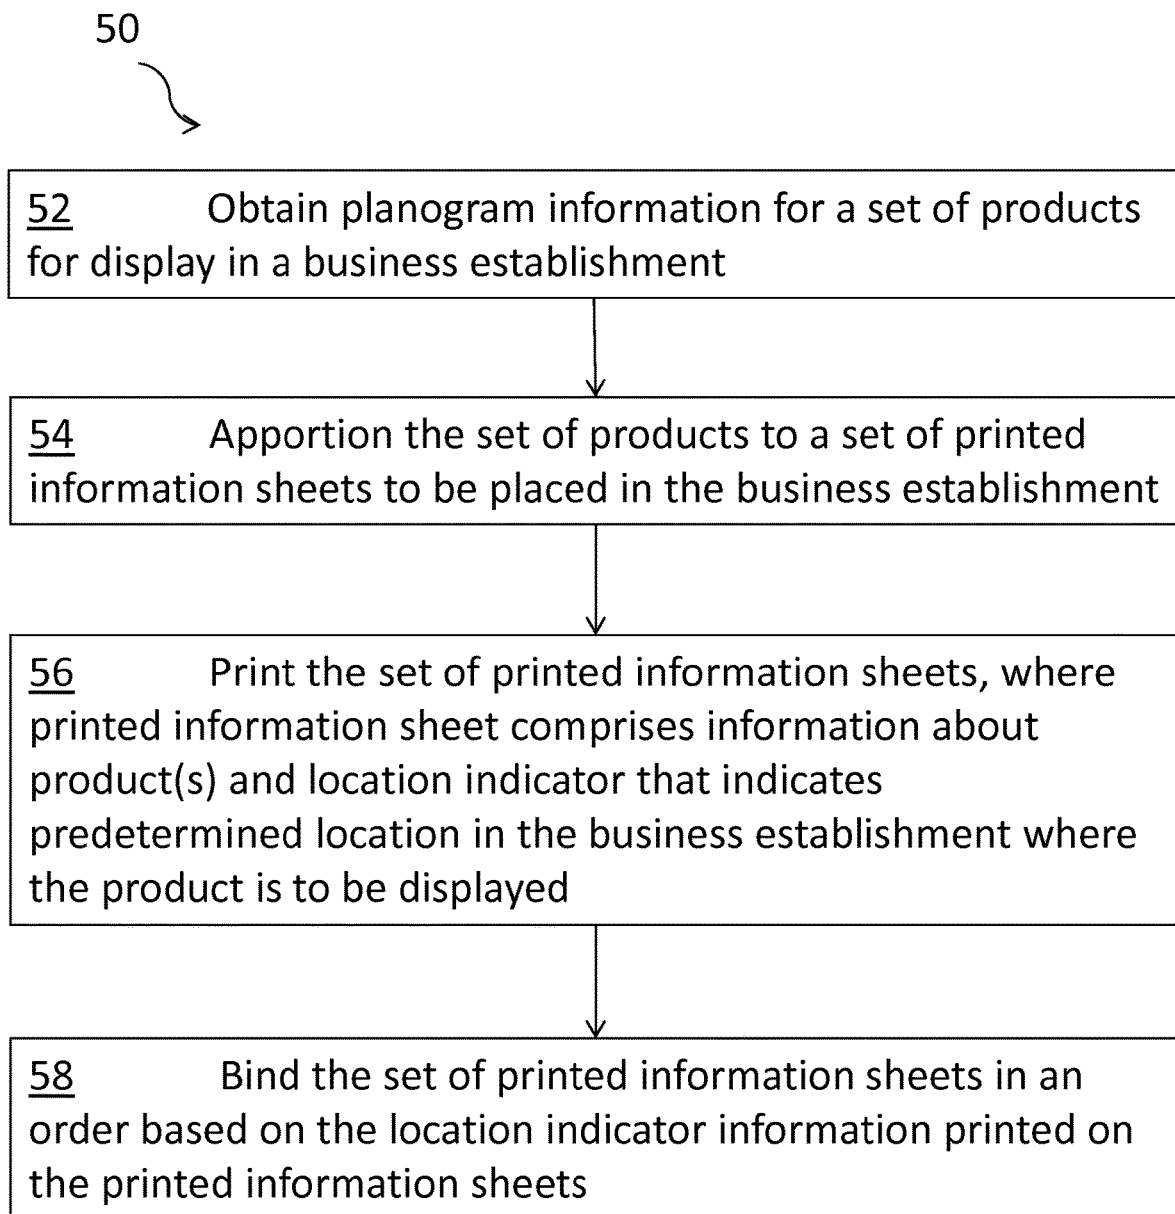 50
52 Obtain planogram information for a set of products
for display in a business establishment
54 Apportion the set of products to a set of printed
information sheets to be placed in the business establishment
56 Print the set of printed information sheets, where
printed information sheet comprises information about
product(s) and location indicator that indicates
predetermined location in the business establishment where
the product is to be displayed
58 Bind the set of printed information sheets in an
order based on the location indicator information printed on
the printed information sheets